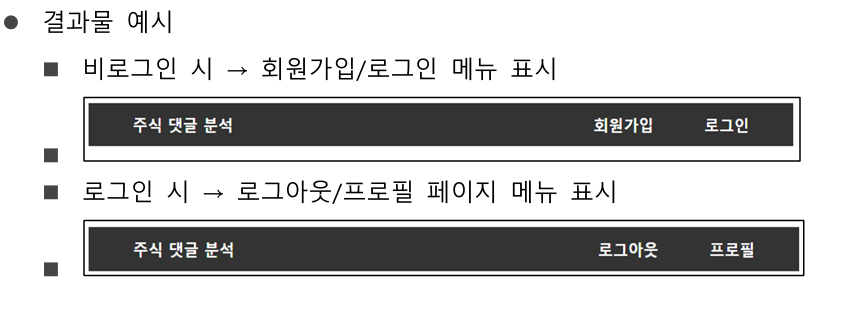 ● 결과물 예시
■ 비로그인 시 → 회원가입/로그인 메뉴 표시
주식 댓글 분석 회원가입 로그인
■
■ 로그인 시 → 로그아웃/프로필 페이지 메뉴 표시
주식 댓글 분석 로그아웃 프로필
■